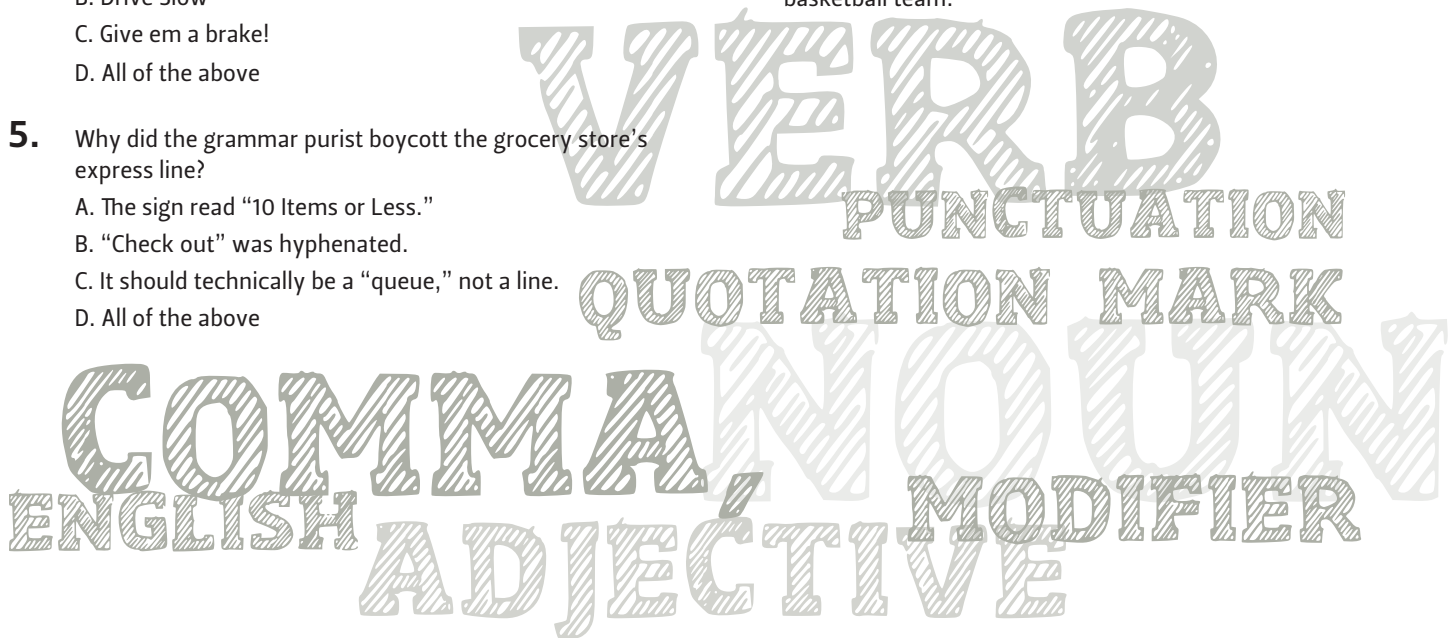 B. Drive Slow
C. Give em a brake!
D. All of the above
5. Why did the grammar purist boycott the grocery store’s
express line?
A. The sign read “10 Items or Less.”
B. “Check out” was hyphenated.
C. It should technically be a “queue,” not a line.
D. All of the above
basketball team.
VERB
PUNCTUATION
QUOTATION MARK
NOUN
COMMA,
MODIFIER
ENGLISH
ADJECTIVE